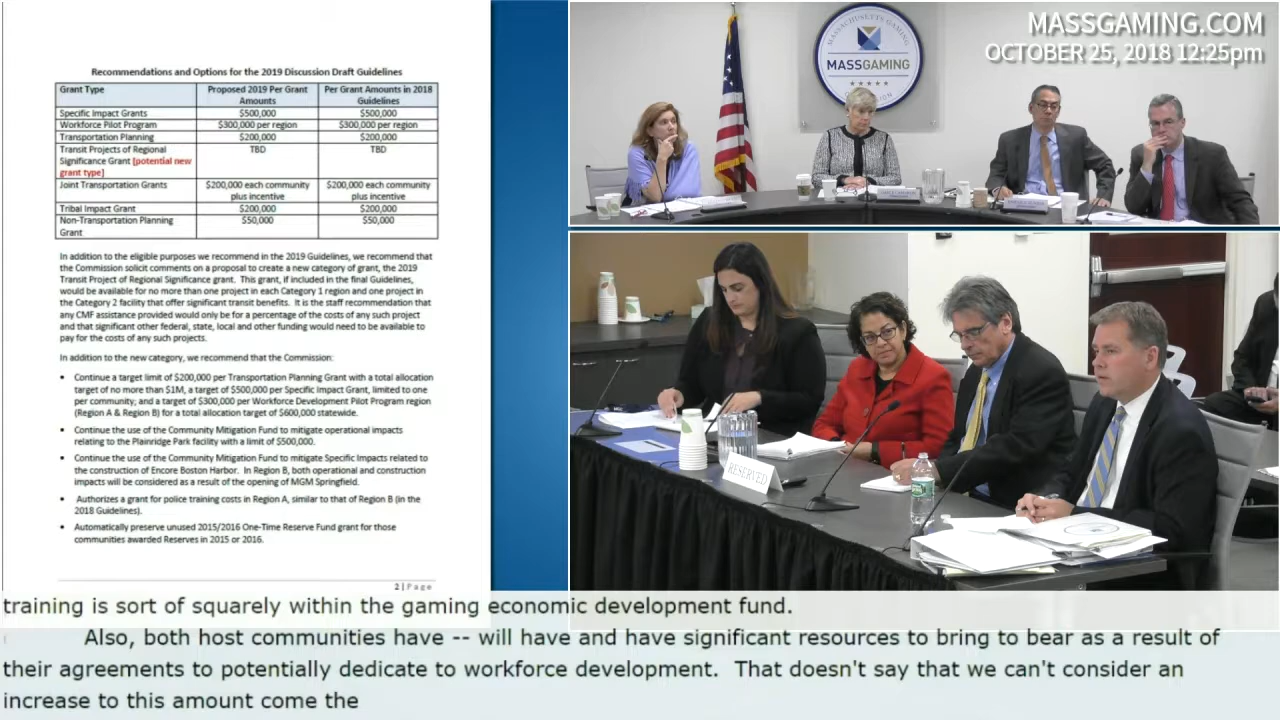 Recommendations and Options for the 2019 Discussion Draft Guidelines
Grant Type | Proposed 2019 Per Grant Amounts | Per Grant Amounts in 2018 Guidelines
Specific Impact Grants | $500,000 | $500,000
Workforce Pilot Program | $300,000 per region | $300,000 per region
Transportation Planning | $200,000 | $200,000
Transit Projects of Regional Significance Grant [potential new grant type] | TBD | TBD
Joint Transportation Grants | $200,000 each community plus incentive | $200,000 each community plus incentive
Tribal Impact Grant | $200,000 | $200,000
Non-Transportation Planning Grant | $50,000 | $50,000
In addition to the eligible purposes we recommend in the 2019 Guidelines, we recommend that
the Commission solicit comments on a proposal to create a new category of grant, the 2019
Transit Project of Regional Significance grant. This grant, if included in the final Guidelines,
would be available for no more than one project in each Category 1 region and one project in
the Category 2 facility that offer significant transit benefits. It is the staff recommendation that
any CMF assistance provided would only be for a percentage of the costs of any such project
and that significant other federal, state, local and other funding would need to be available to
pay for the costs of any such projects.
In addition to the new category, we recommend that the Commission:
• Continue a target limit of $200,000 per Transportation Planning Grant with a total allocation
target of no more than $1M, a target of $500,000 per Specific Impact Grant, limited to one
per community; and a target of $300,000 per Workforce Development Pilot Program region
(Region A & Region B) for a total allocation target of $600,000 statewide.
• Continue the use of the Community Mitigation Fund to mitigate operational impacts
relating to the Plainridge Park facility with a limit of $500,000.
• Continue the use of the Community Mitigation Fund to mitigate Specific Impacts related to
the construction of Encore Boston Harbor. In Region B, both operational and construction
impacts will be considered as a result of the opening of MGM Springfield.
• Authorizes a grant for police training costs in Region A, similar to that of Region B (in the
2018 Guidelines).
• Automatically preserve unused 2015/2016 One-Time Reserve Fund grant for those
communities awarded Reserves in 2015 or 2016.
2 | Page
MASSGAMING.COM
OCTOBER 25, 2018 12:25pm
MASSACHUSETTS GAMING
MASSGAMING
RESERVED
training is sort of squarely within the gaming economic development fund.
Also, both host communities have -- will have and have significant resources to bring to bear as a result of
their agreements to potentially dedicate to workforce development. That doesn't say that we can't consider an
increase to this amount come the